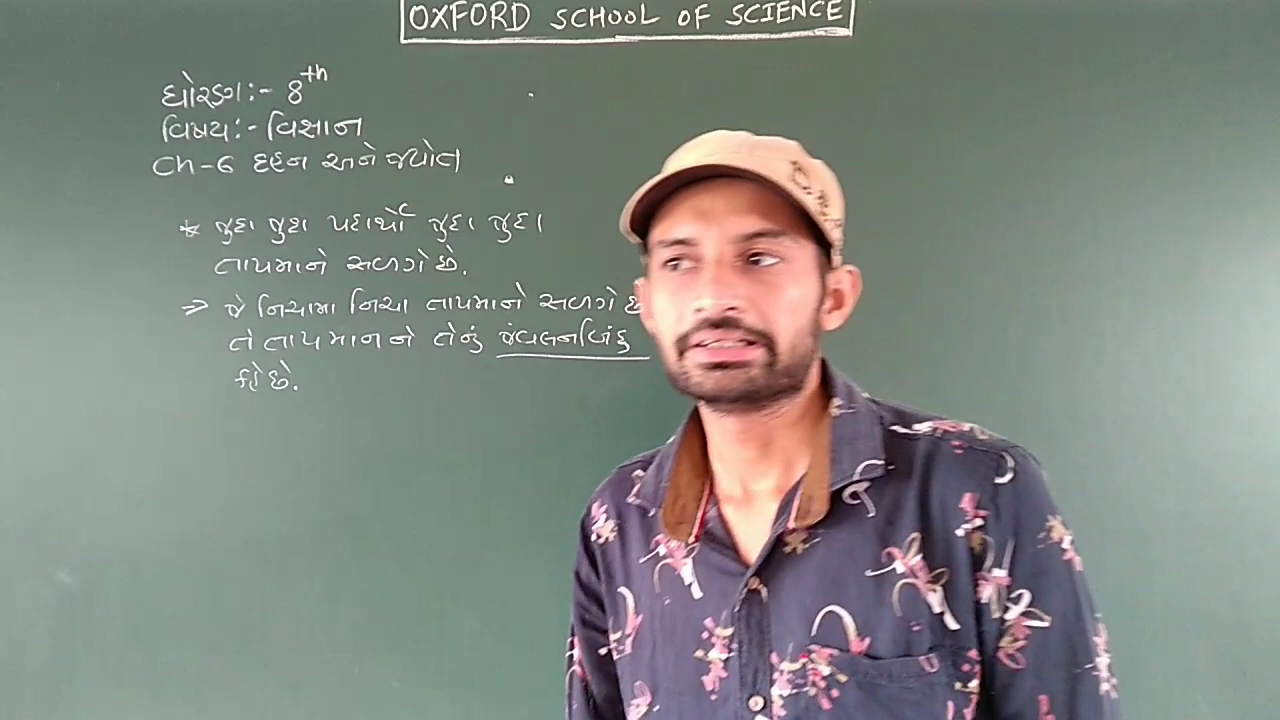 OXFORD SCHOOL OF SCIENCE
ધોરણ:- 8th
વિષય:- વિજ્ઞાન
Ch-6 દહન અને જ્યોત
* જુદા જુદા પદાર્થો જુદા જુદા
તાપમાને સળગે છે.
⇒ જે નિચામા નિચા તાપમાને સળગે છે
તે તાપમાનને તેનું જ્વલનબિંદુ
કહે છે.